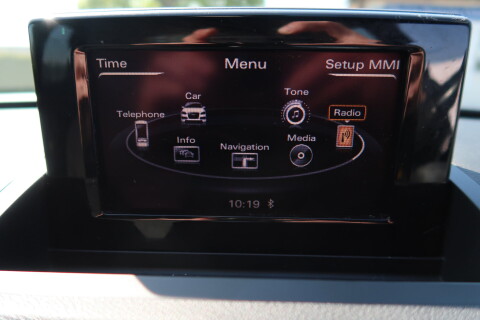 Time Menu Setup MMI
Car Tone
Telephone Radio
Info Navigation Media
10:19